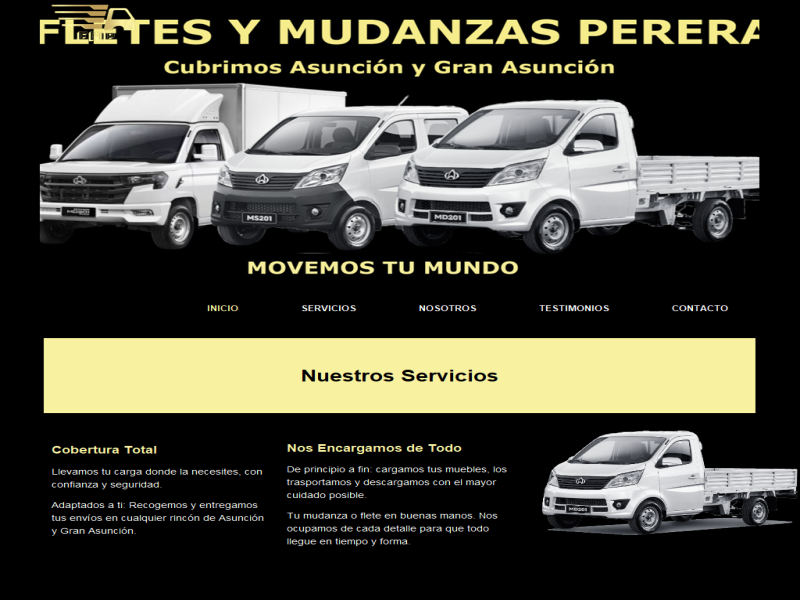 FLETES Y MUDANZAS PERERA
Cubrimos Asunción y Gran Asunción
MS201
MD201
MOVEMOS TU MUNDO
INICIO
SERVICIOS
NOSOTROS
TESTIMONIOS
CONTACTO
Nuestros Servicios
Cobertura Total
Llevamos tu carga donde la necesites, con
confianza y seguridad.
Adaptados a ti: Recogemos y entregamos
tus envíos en cualquier rincón de Asunción
y Gran Asunción.
Nos Encargamos de Todo
De principio a fin: cargamos tus muebles, los
trasportamos y descargamos con el mayor
cuidado posible.
Tu mudanza o flete en buenas manos. Nos
ocupamos de cada detalle para que todo
llegue en tiempo y forma.
MD201